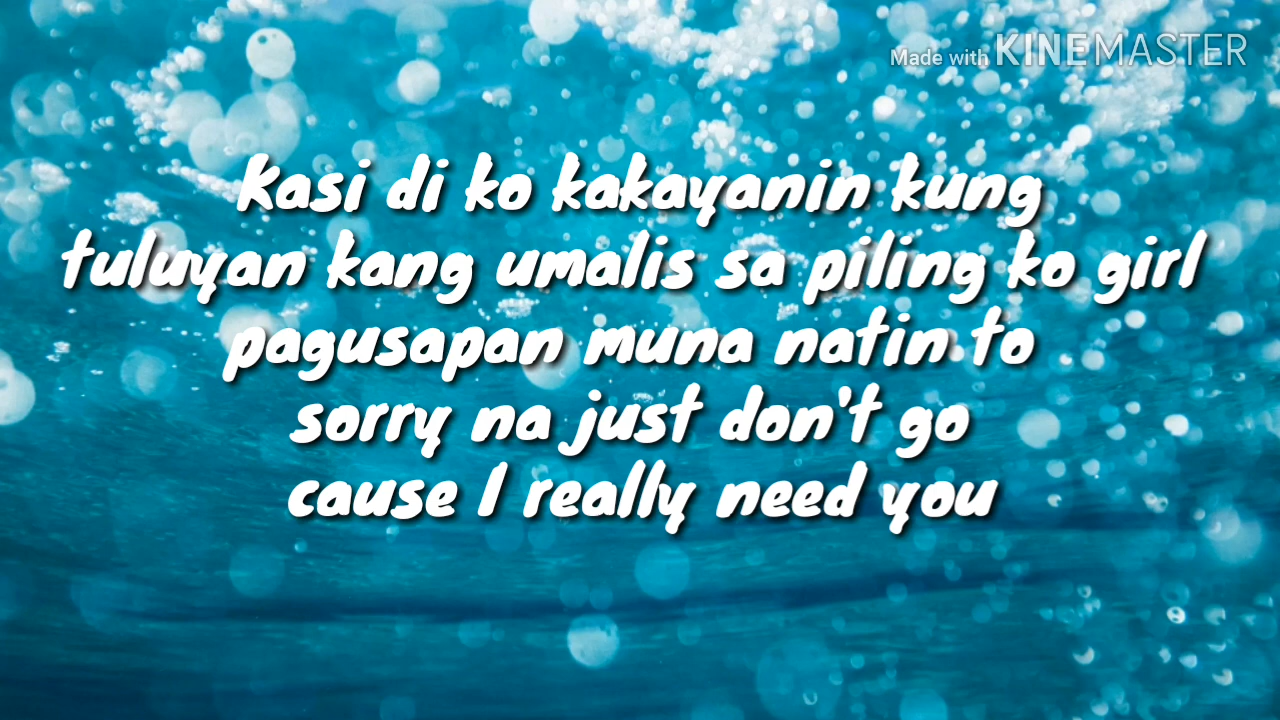 Made with KINEMASTER
Kasi di ko kakayanin kung
tuluyan kang umalis sa piling ko girl
pagusapan muna natin to
sorry na just don't go
cause I really need you